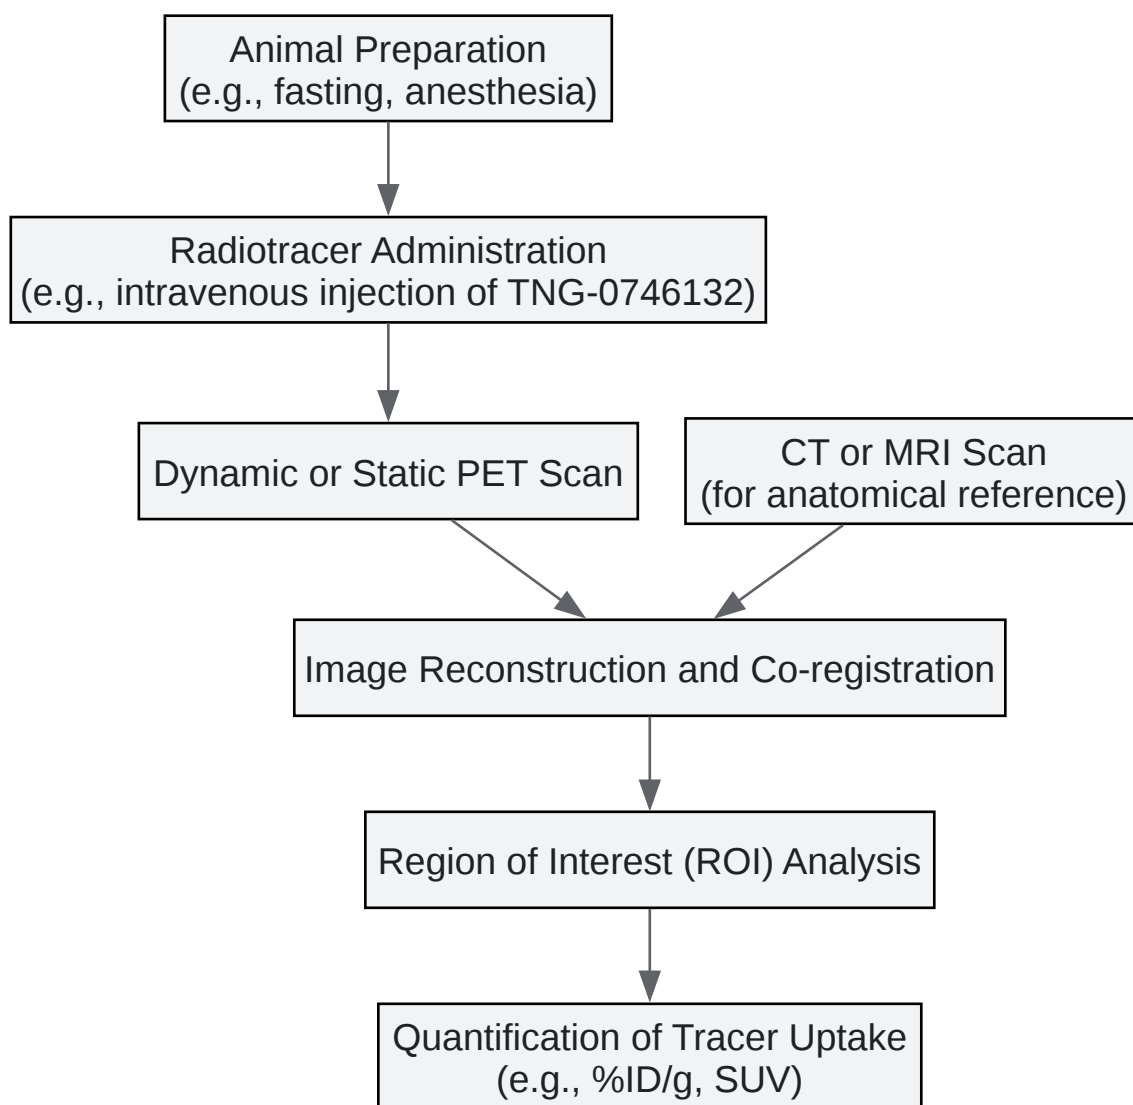 Animal Preparation
(e.g., fasting, anesthesia)
Radiotracer Administration
(e.g., intravenous injection of TNG-0746132)
Dynamic or Static PET Scan
CT or MRI Scan
(for anatomical reference)
Image Reconstruction and Co-registration
Region of Interest (ROI) Analysis
Quantification of Tracer Uptake
(e.g., %ID/g, SUV)